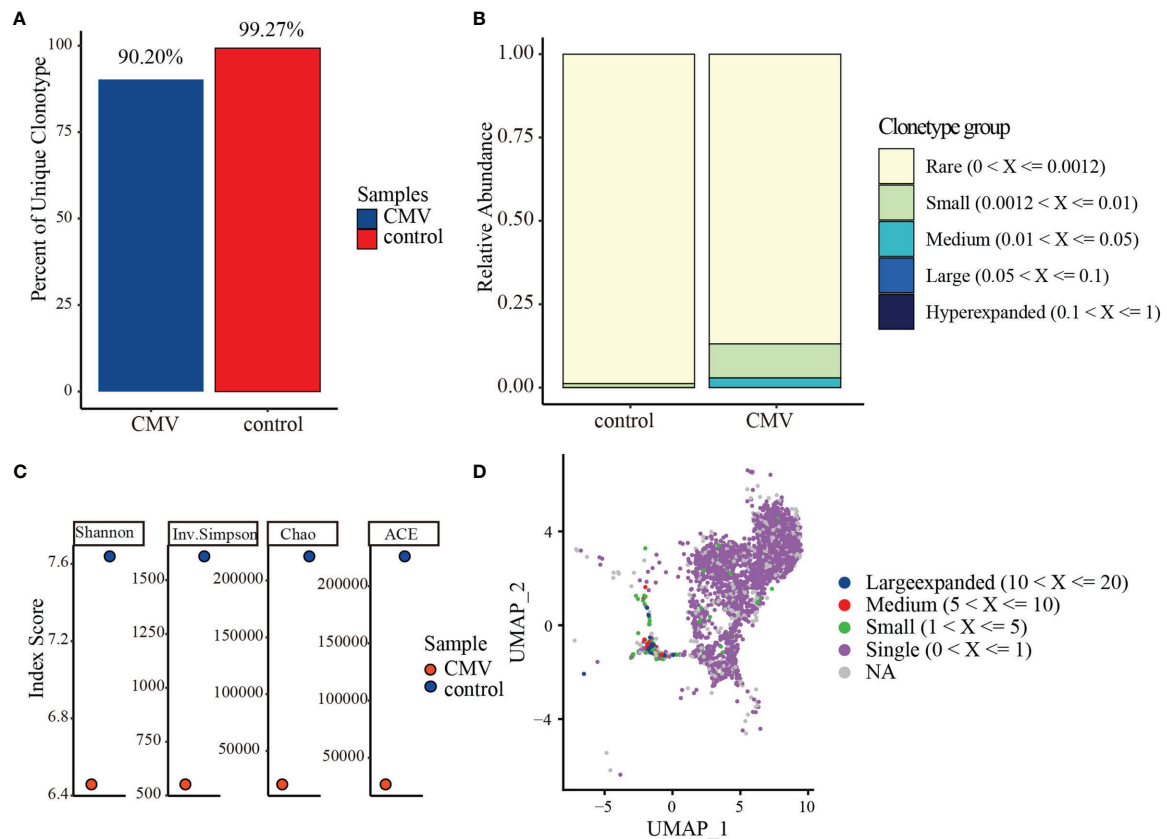 A
90.20%
99.27%
100
75
50
25
0
Percent of Unique Clonotype
CMV
control
Samples
CMV
control
B
1.00
0.75
0.50
0.25
0.00
Relative Abundance
control
CMV
Clonetype group
Rare (0 < X <= 0.0012)
Small (0.0012 < X <= 0.01)
Medium (0.01 < X <= 0.05)
Large (0.05 < X <= 0.1)
Hyperexpanded (0.1 < X <= 1)
C
Index Score
Shannon
7.6
7.2
6.8
6.4
Inv.Simpson
1500
1250
1000
750
500
Chao
200000
150000
100000
50000
ACE
200000
150000
100000
50000
Sample
CMV
control
D
4
0
−4
UMAP_2
−5
0
5
10
UMAP_1
Largeexpanded (10 < X <= 20)
Medium (5 < X <= 10)
Small (1 < X <= 5)
Single (0 < X <= 1)
NA